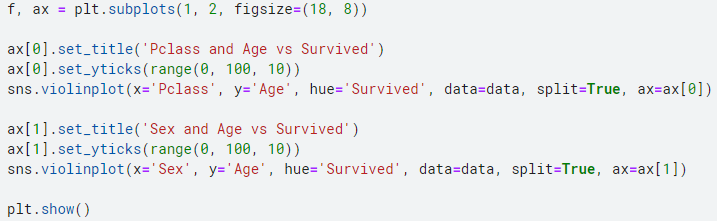 f, ax = plt.subplots(1, 2, figsize=(18, 8))
ax[0].set_title('Pclass and Age vs Survived')
ax[0].set_yticks(range(0, 100, 10))
sns.violinplot(x='Pclass', y='Age', hue='Survived', data=data, split=True, ax=ax[0])
ax[1].set_title('Sex and Age vs Survived')
ax[1].set_yticks(range(0, 100, 10))
sns.violinplot(x='Sex', y='Age', hue='Survived', data=data, split=True, ax=ax[1])
plt.show()